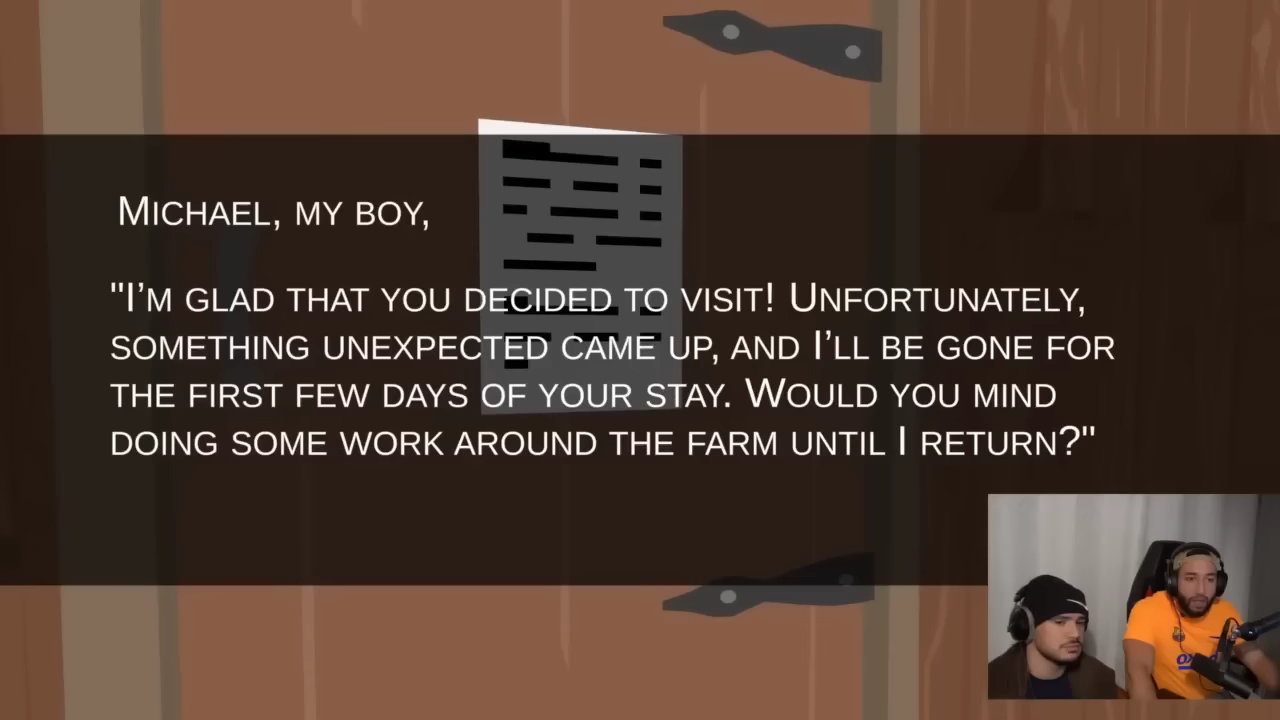 Michael, my boy,
"I’m glad that you decided to visit! Unfortunately,
something unexpected came up, and I’ll be gone for
the first few days of your stay. Would you mind
doing some work around the farm until I return?"